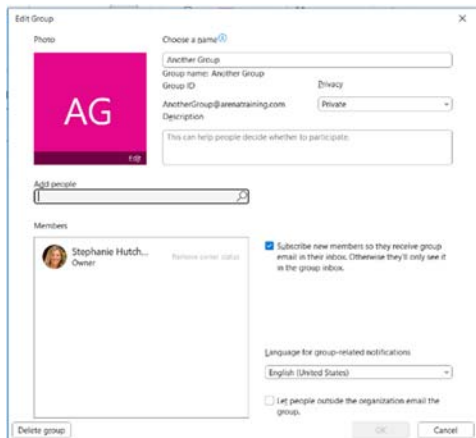 Edit Group
Photo
Choose a name
Another Group
Group name: Another Group
Group ID
Privacy
AnotherGroup@arenatraining.com
Private
Description
This can help people decide whether to participate.
AG
Edit
Add people
Members
Stephanie Hutch...
Owner
Remove owner status
Subscribe new members so they receive group
email in their inbox. Otherwise they'll only see it
in the group inbox.
Language for group-related notifications
English (United States)
Let people outside the organization email the
group.
Delete group
OK
Cancel